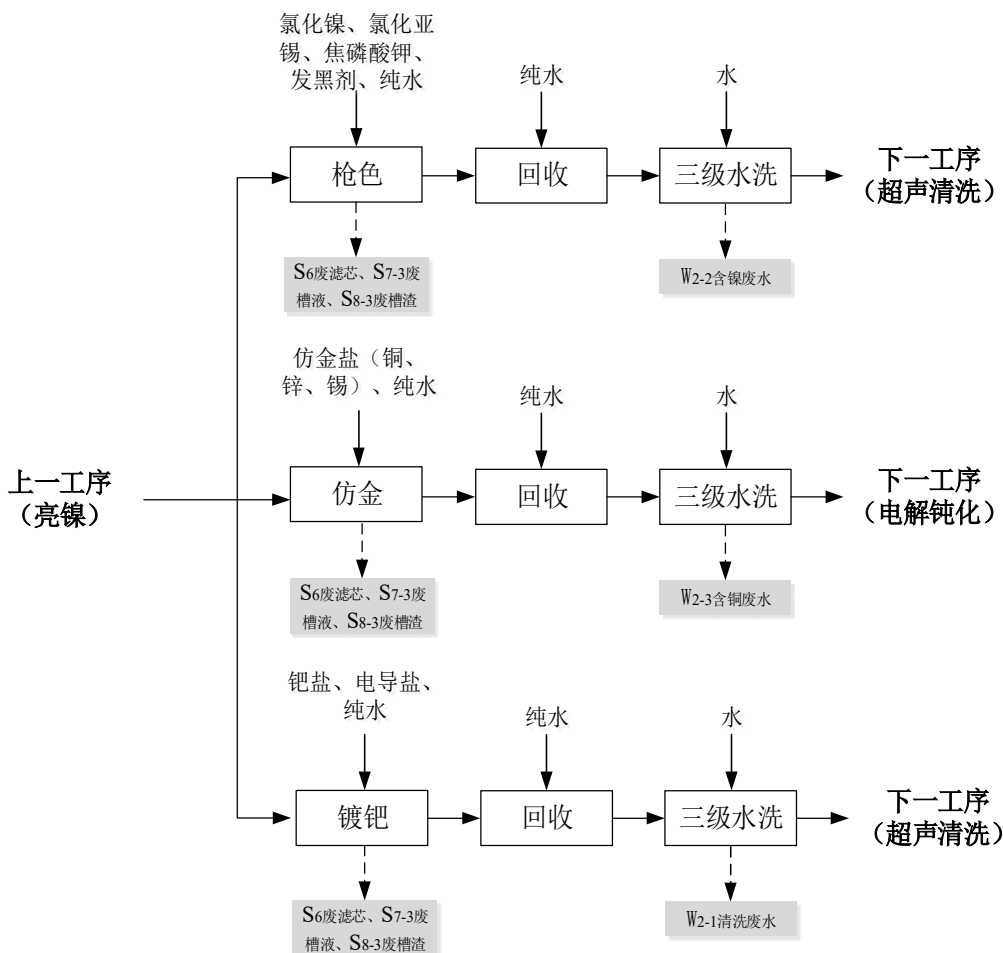 氯化镍、氯化亚
锡、焦磷酸钾、
发黑剂、纯水
纯水
水
枪色
回收
三级水洗
下一工序
（超声清洗）
S6废滤芯、S7-3废
槽液、S8-3废槽渣
W2-2含镍废水
仿金盐（铜、
锌、锡）、纯水
纯水
水
上一工序
（亮镍）
仿金
回收
三级水洗
下一工序
（电解钝化）
S6废滤芯、S7-3废
槽液、S8-3废槽渣
W2-3含铜废水
钯盐、电导盐、
纯水
纯水
水
镀钯
回收
三级水洗
下一工序
（超声清洗）
S6废滤芯、S7-3废
槽液、S8-3废槽渣
W2-1清洗废水